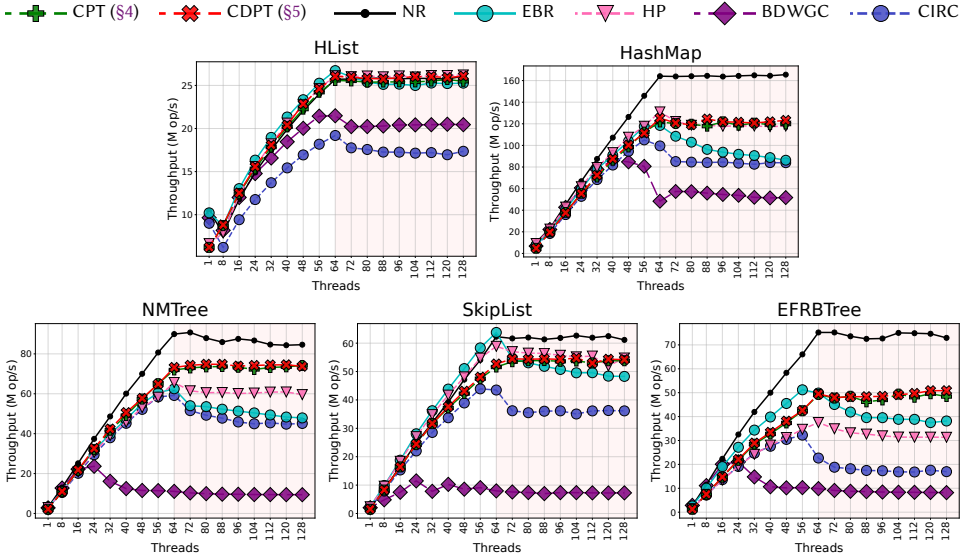 CPT (§4) CDPT (§5) NR EBR HP BDWGC CIRC
HList
Throughput (M op/s)
25
20
15
10
1 8 16 24 32 40 48 56 64 72 80 88 96 104 112 120 128
Threads
HashMap
Throughput (M op/s)
160
140
120
100
80
60
40
20
0
1 8 16 24 32 40 48 56 64 72 80 88 96 104 112 120 128
Threads
NMTree
Throughput (M op/s)
80
60
40
20
0
1 8 16 24 32 40 48 56 64 72 80 88 96 104 112 120 128
Threads
SkipList
Throughput (M op/s)
60
50
40
30
20
10
0
1 8 16 24 32 40 48 56 64 72 80 88 96 104 112 120 128
Threads
EFRBTree
Throughput (M op/s)
70
60
50
40
30
20
10
0
1 8 16 24 32 40 48 56 64 72 80 88 96 104 112 120 128
Threads